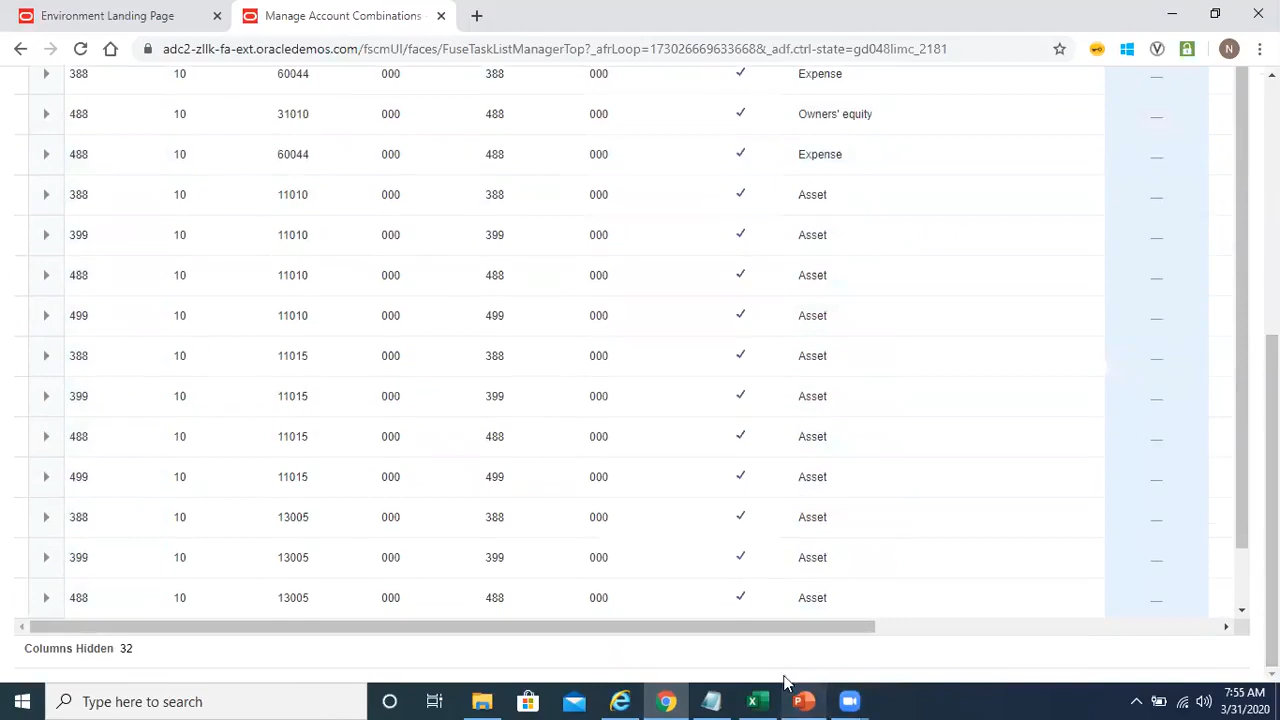 Environment Landing Page
Manage Account Combinations -
adc2-zllk-fa-ext.oracledemos.com/fscmUI/faces/FuseTaskListManagerTop?_afrLoop=173026669633668&_adf.ctrl-state=gd048limc_2181
N
388 10 60044 000 388 000 Expense
488 10 31010 000 488 000 Owners' equity
488 10 60044 000 488 000 Expense
388 10 11010 000 388 000 Asset
399 10 11010 000 399 000 Asset
488 10 11010 000 488 000 Asset
499 10 11010 000 499 000 Asset
388 10 11015 000 388 000 Asset
399 10 11015 000 399 000 Asset
488 10 11015 000 488 000 Asset
499 10 11015 000 499 000 Asset
388 10 13005 000 388 000 Asset
399 10 13005 000 399 000 Asset
488 10 13005 000 488 000 Asset
Columns Hidden 32
Type here to search
7:55 AM
3/31/2020